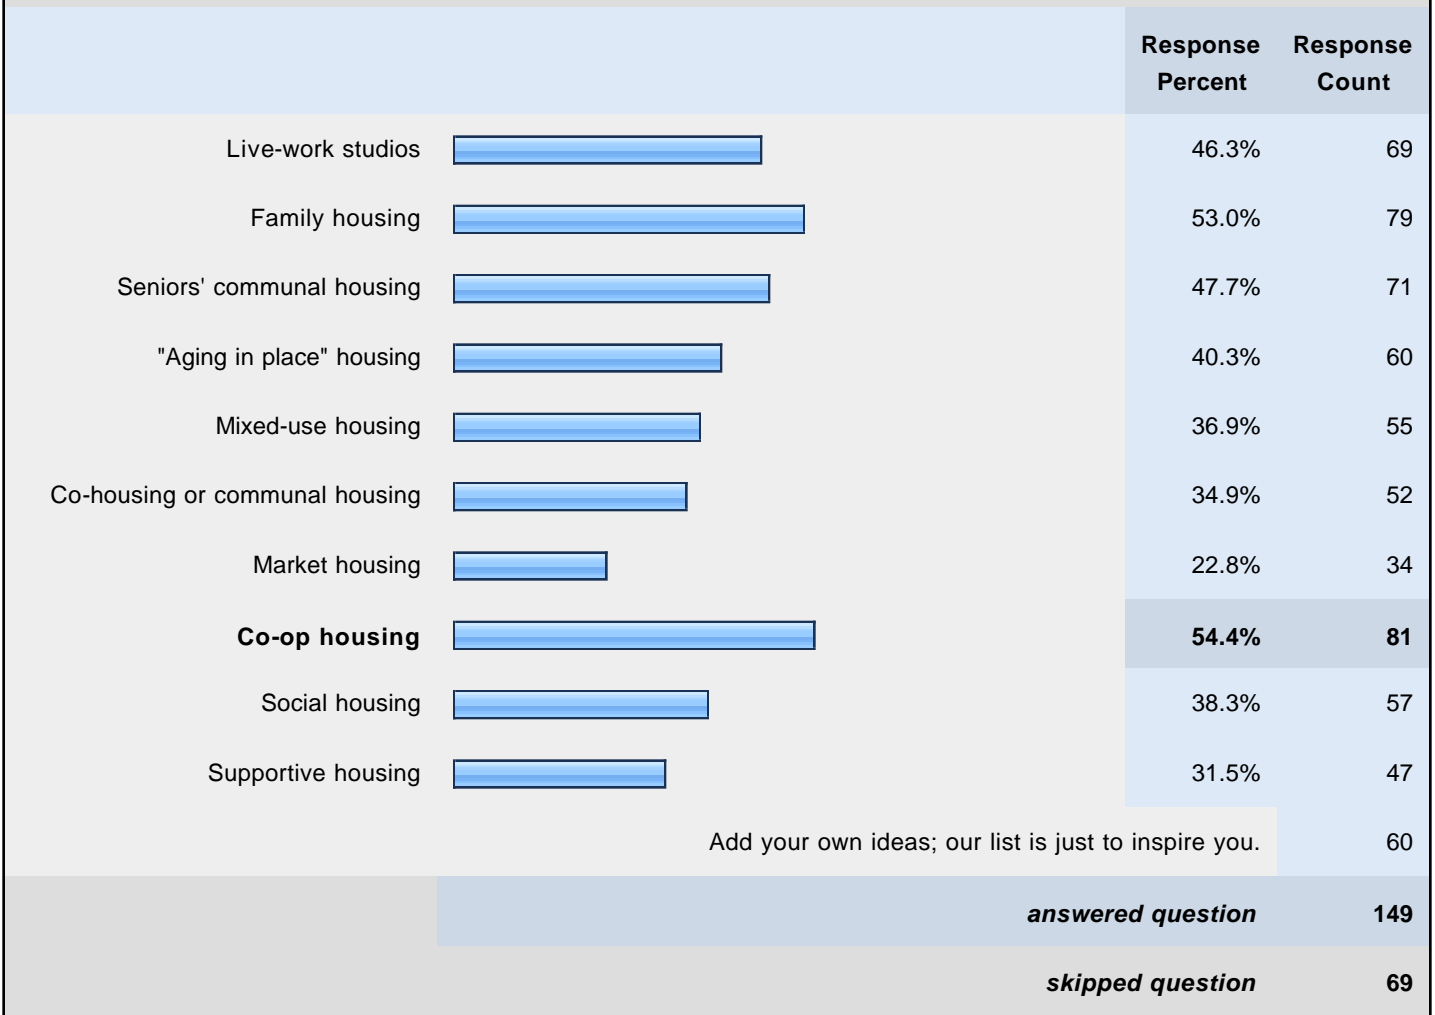 Response Response
Percent Count
Live-work studios 46.3% 69
Family housing 53.0% 79
Seniors' communal housing 47.7% 71
"Aging in place" housing 40.3% 60
Mixed-use housing 36.9% 55
Co-housing or communal housing 34.9% 52
Market housing 22.8% 34
Co-op housing 54.4% 81
Social housing 38.3% 57
Supportive housing 31.5% 47
Add your own ideas; our list is just to inspire you. 60
answered question 149
skipped question 69